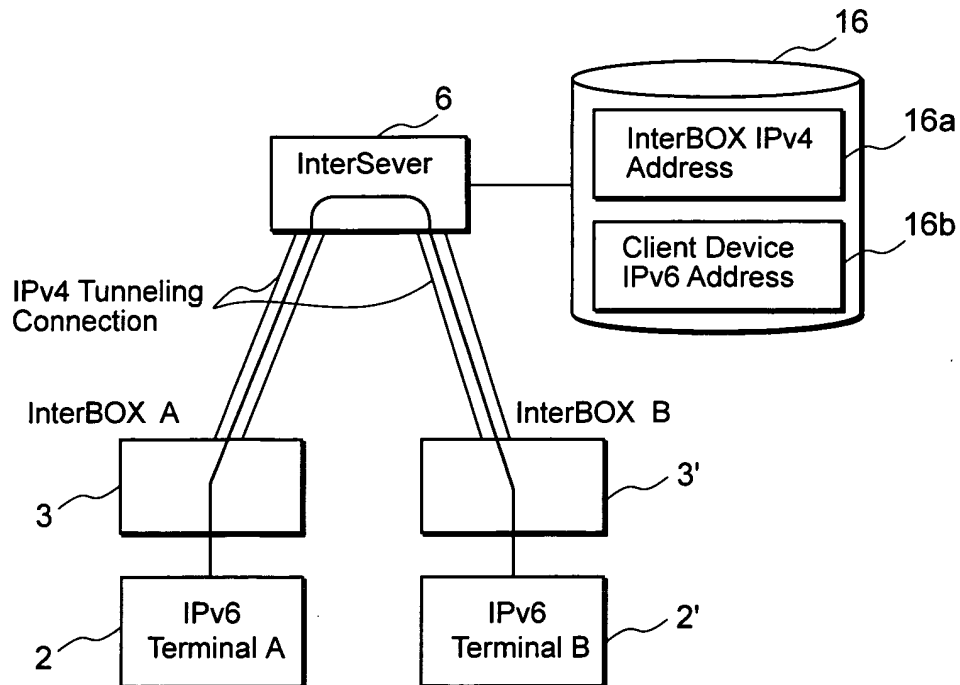 16
6
InterSever
InterBOX IPv4
Address
16a
Client Device
IPv6 Address
16b
IPv4 Tunneling
Connection
InterBOX A
InterBOX B
3
3'
IPv6
Terminal A
2
IPv6
Terminal B
2'